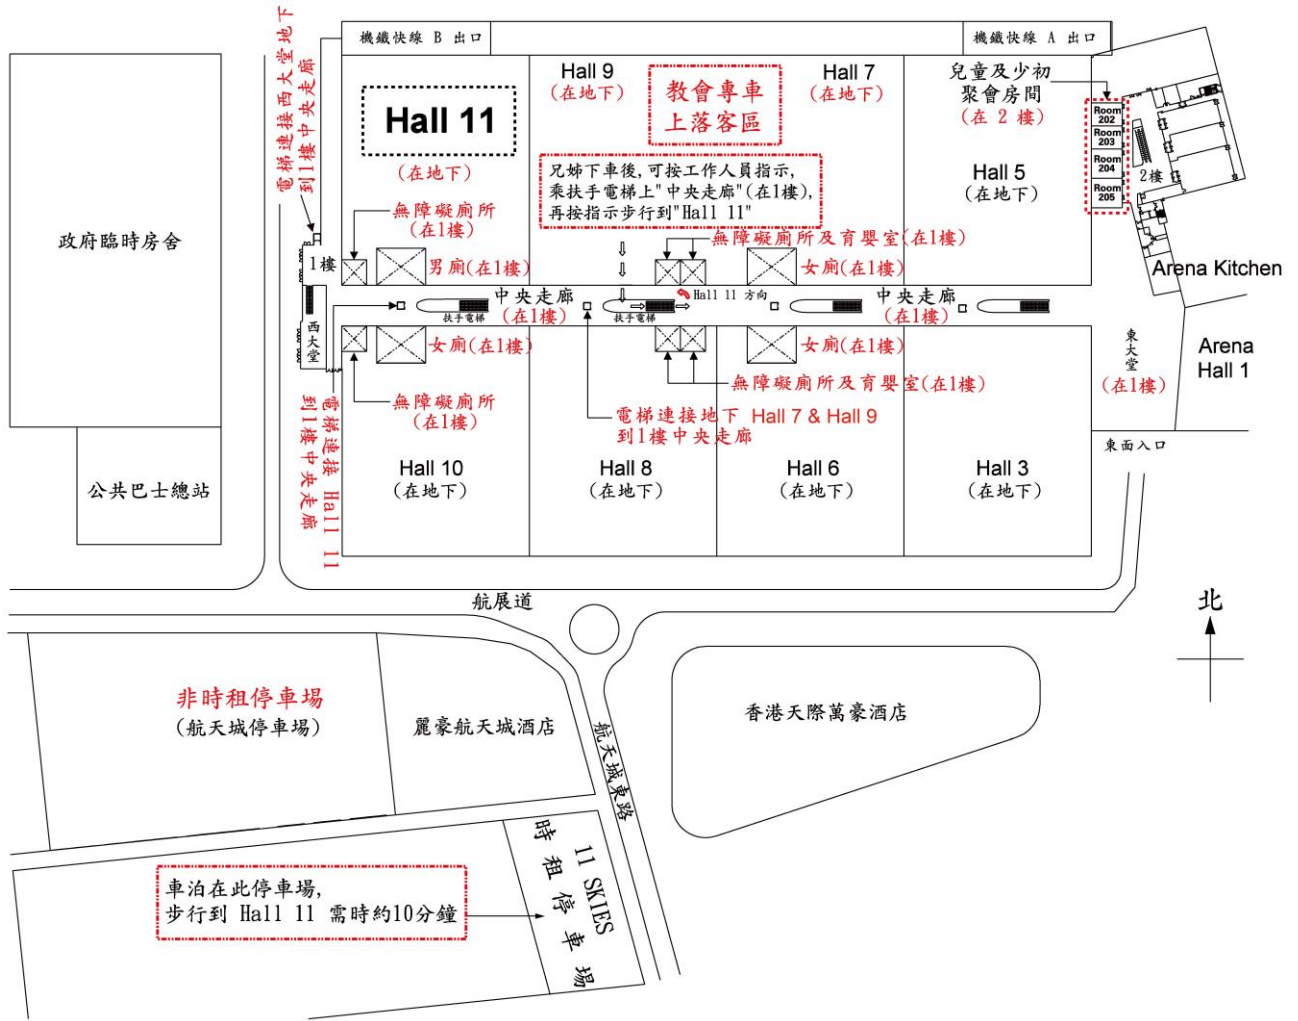 機鐵快線 B 出口
機鐵快線 A 出口
電梯連接西大堂地下
到1樓中央走廊
Hall 11
(在地下)
Hall 9
(在地下)
教會專車
上落客區
Hall 7
(在地下)
兒童及少初
聚會房間
(在 2 樓)
Room
202
Room
203
Room
204
Room
205
2樓
兄姊下車後, 可按工作人員指示,
乘扶手電梯上"中央走廊"(在1樓),
再按指示步行到"Hall 11"
Hall 5
(在地下)
政府臨時房舍
無障礙廁所
(在1樓)
1樓
男廁(在1樓)
無障礙廁所及育嬰室(在1樓)
女廁(在1樓)
Arena Kitchen
中央走廊
(在1樓)
扶手電梯
扶手電梯
Hall 11 方向
中央走廊
(在1樓)
西大堂
女廁(在1樓)
女廁(在1樓)
東大堂
(在1樓)
Arena
Hall 1
無障礙廁所
(在1樓)
無障礙廁所及育嬰室(在1樓)
電梯連接 Hall 11
到1樓中央走廊
電梯連接地下 Hall 7 & Hall 9
到1樓中央走廊
東面入口
Hall 10
(在地下)
Hall 8
(在地下)
Hall 6
(在地下)
Hall 3
(在地下)
公共巴士總站
航展道
北
非時租停車場
(航天城停車場)
麗豪航天城酒店
航天城東路
香港天際萬豪酒店
11 SKIES
時租停車場
車泊在此停車場,
步行到 Hall 11 需時約10分鐘